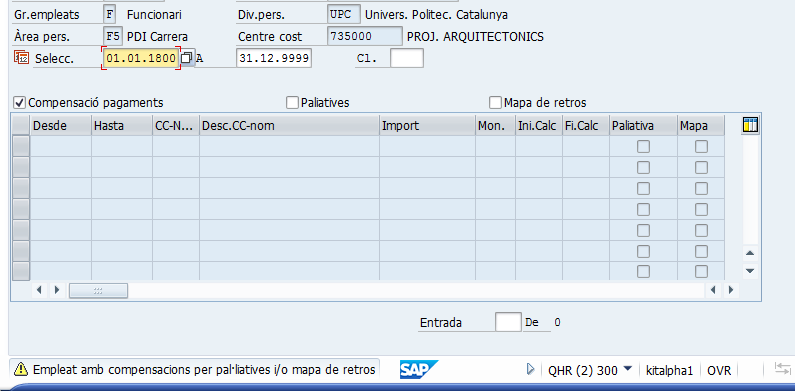 Gr.empleats F Funcionari Div.pers. UPC Univers. Politec. Catalunya
Àrea pers. F5 PDI Carrera Centre cost 735000 PROJ. ARQUITECTONICS
Selecc. 01.01.1800 A 31.12.9999 Cl.
Compensació pagaments Paliatives Mapa de retros
Desde Hasta CC-N... Desc.CC-nom Import Mon. Ini.Calc Fi.Calc Paliativa Mapa
Entrada De 0
Empleat amb compensacions per pal·liatives i/o mapa de retros SAP QHR (2) 300 kitalpha1 OVR